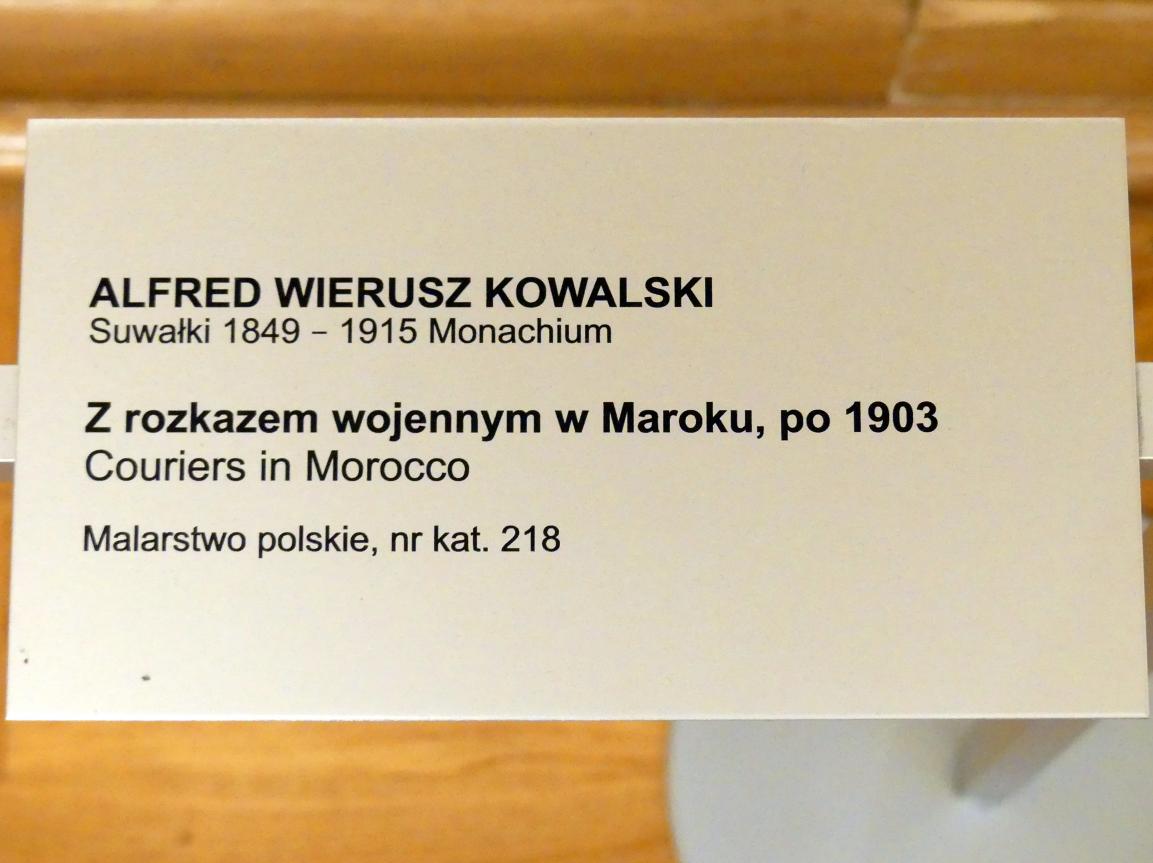 ALFRED WIERUSZ KOWALSKI
Suwałki 1849 – 1915 Monachium
Z rozkazem wojennym w Maroku, po 1903
Couriers in Morocco
Malarstwo polskie, nr kat. 218